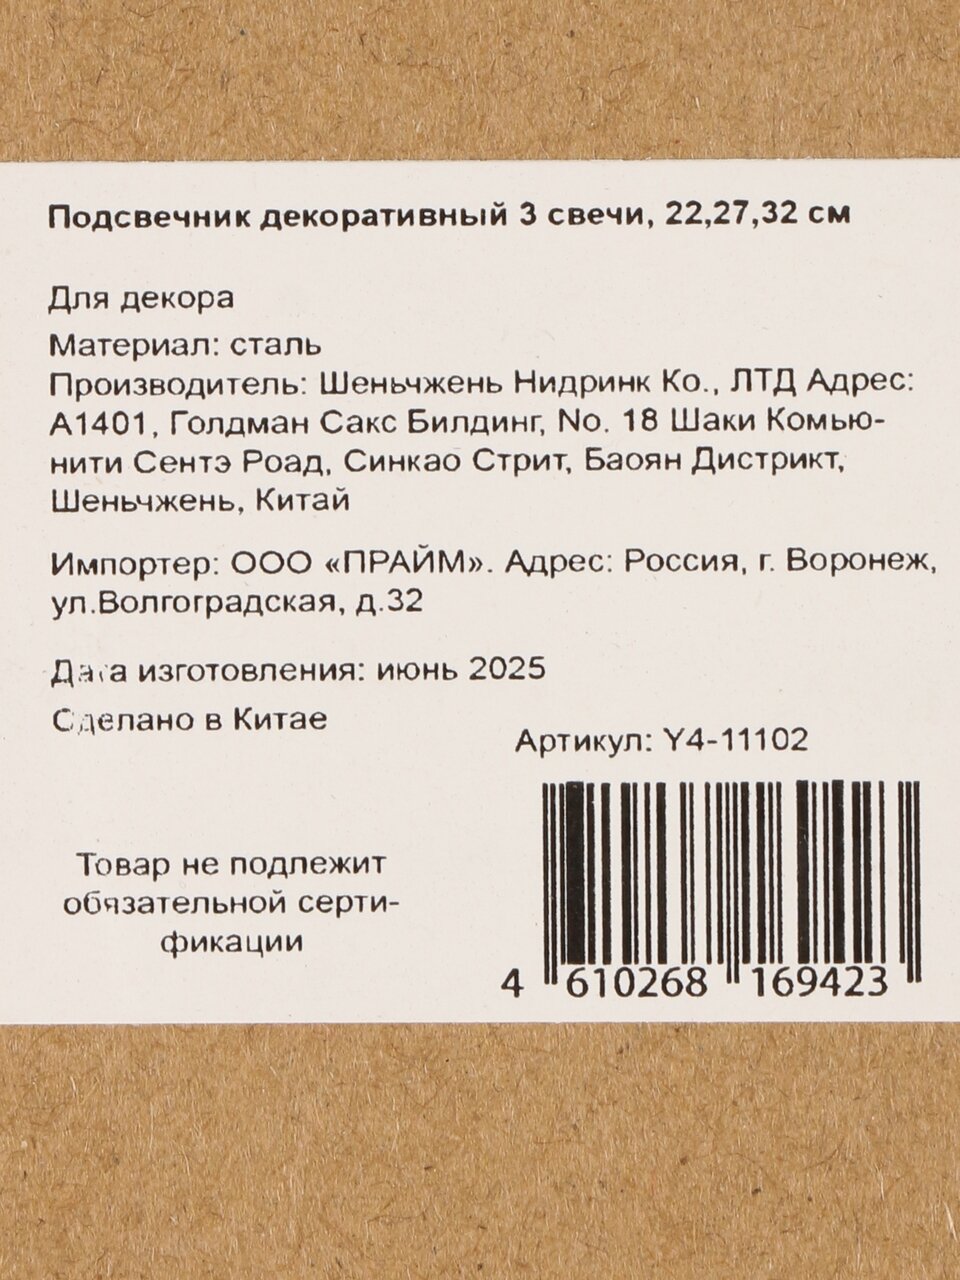 Подсвечник декоративный 3 свечи, 22,27,32 см
Для декора
Материал: сталь
Производитель: Шеньчжень Нидринк Ко., ЛТД Адрес:
А1401, Голдман Сакс Билдинг, No. 18 Шаки Комью-
нити Сентэ Роад, Синкао Стрит, Баоян Дистрикт,
Шеньчжень, Китай
Импортер: ООО «ПРАЙМ». Адрес: Россия, г. Воронеж,
ул.Волгоградская, д.32
Дата изготовления: июнь 2025
Сделано в Китае
Артикул: Y4-11102
Товар не подлежит
обязательной серти-
фикации
4 610268 169423